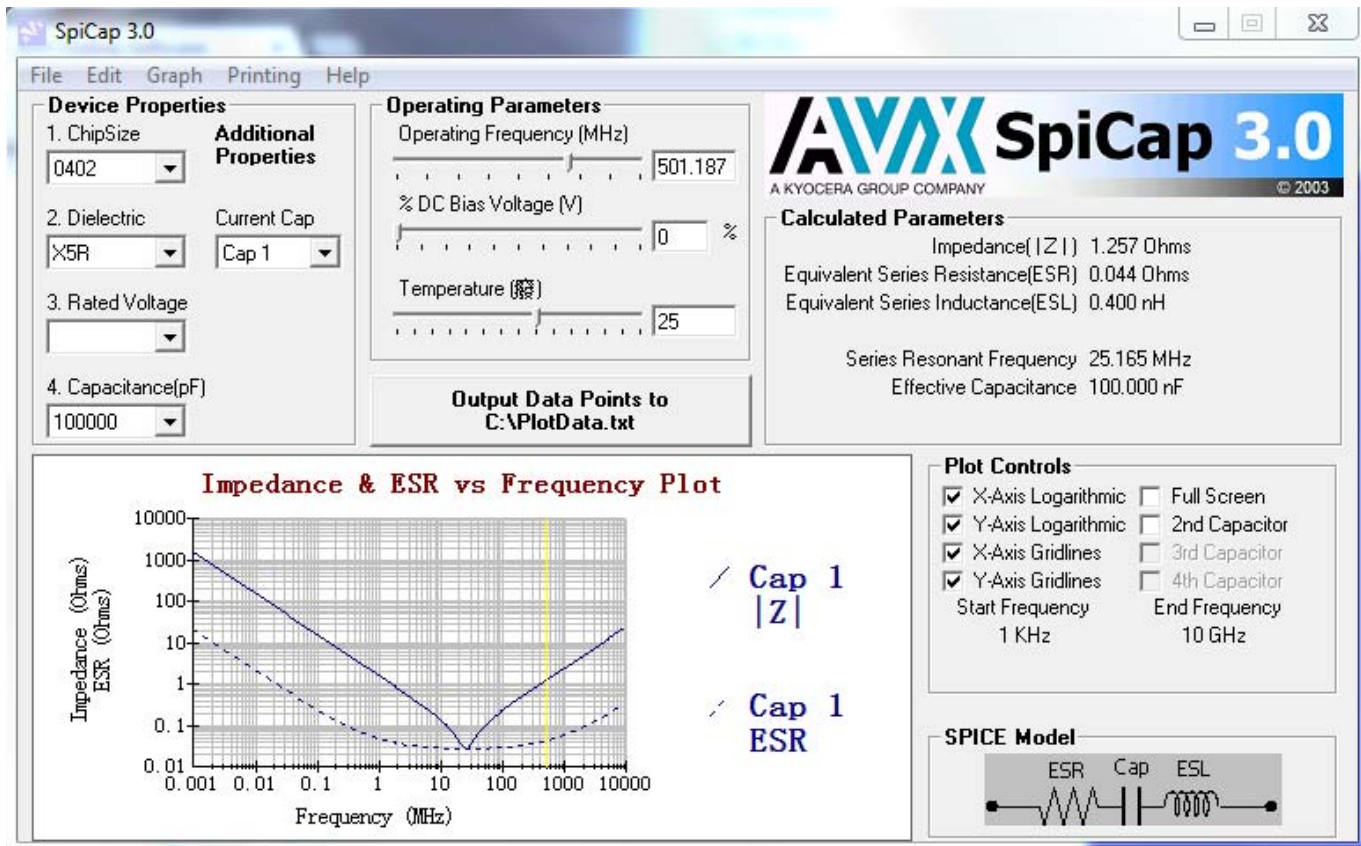 SpiCap 3.0
File Edit Graph Printing Help
Device Properties
1. ChipSize
0402
Additional
Properties
2. Dielectric
X5R
Current Cap
Cap 1
3. Rated Voltage
4. Capacitance(pF)
100000
Operating Parameters
Operating Frequency (MHz)
501.187
% DC Bias Voltage (V)
0 %
Temperature (癈)
25
Output Data Points to
C:\PlotData.txt
AVX SpiCap 3.0
A KYOCERA GROUP COMPANY
© 2003
Calculated Parameters
Impedance(|Z|) 1.257 Ohms
Equivalent Series Resistance(ESR) 0.044 Ohms
Equivalent Series Inductance(ESL) 0.400 nH
Series Resonant Frequency 25.165 MHz
Effective Capacitance 100.000 nF
Impedance & ESR vs Frequency Plot
Impedance (Ohms)
ESR (Ohms)
10000
1000
100
10
1
0.1
0.01
0.001 0.01 0.1 1 10 100 1000 10000
Frequency (MHz)
Cap 1
|Z|
Cap 1
ESR
Plot Controls
X-Axis Logarithmic
Y-Axis Logarithmic
X-Axis Gridlines
Y-Axis Gridlines
Full Screen
2nd Capacitor
3rd Capacitor
4th Capacitor
Start Frequency
1 KHz
End Frequency
10 GHz
SPICE Model
ESR Cap ESL